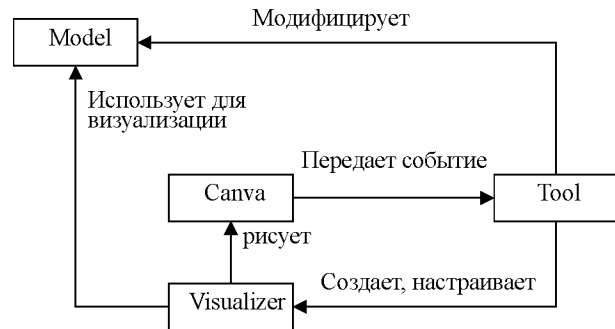 Модифицирует
Model
Использует для
визуализации
Передает событие
Canva
Tool
рисует
Создает, настраивает
Visualizer